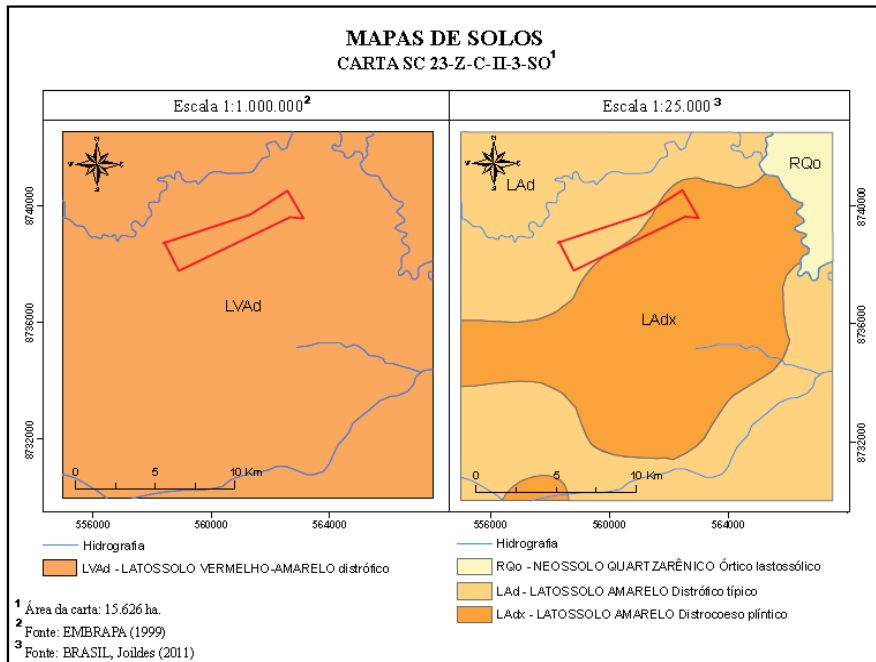 MAPAS DE SOLOS
CARTA SC 23-Z-C-II-3-SO¹
Escala 1:1.000.000²
Escala 1:25.000³
N
S
N
S
LAd
RQo
8740000
8740000
LVAd
LAdx
8736000
8736000
8732000
8732000
0 5 10 Km
0 5 10 Km
556000 560000 564000
556000 560000 564000
Hidrografia
LVAd - LATOSSOLO VERMELHO-AMARELO distrófico
Hidrografia
RQo - NEOSSOLO QUARTZARÊNICO Órtico lastossólico
LAd - LATOSSOLO AMARELO Distrófico típico
LAdx - LATOSSOLO AMARELO Distrocoeso plíntico
¹ Área da carta: 15.626 ha.
² Fonte: EMBRAPA (1999)
³ Fonte: BRASIL, Joildes (2011)